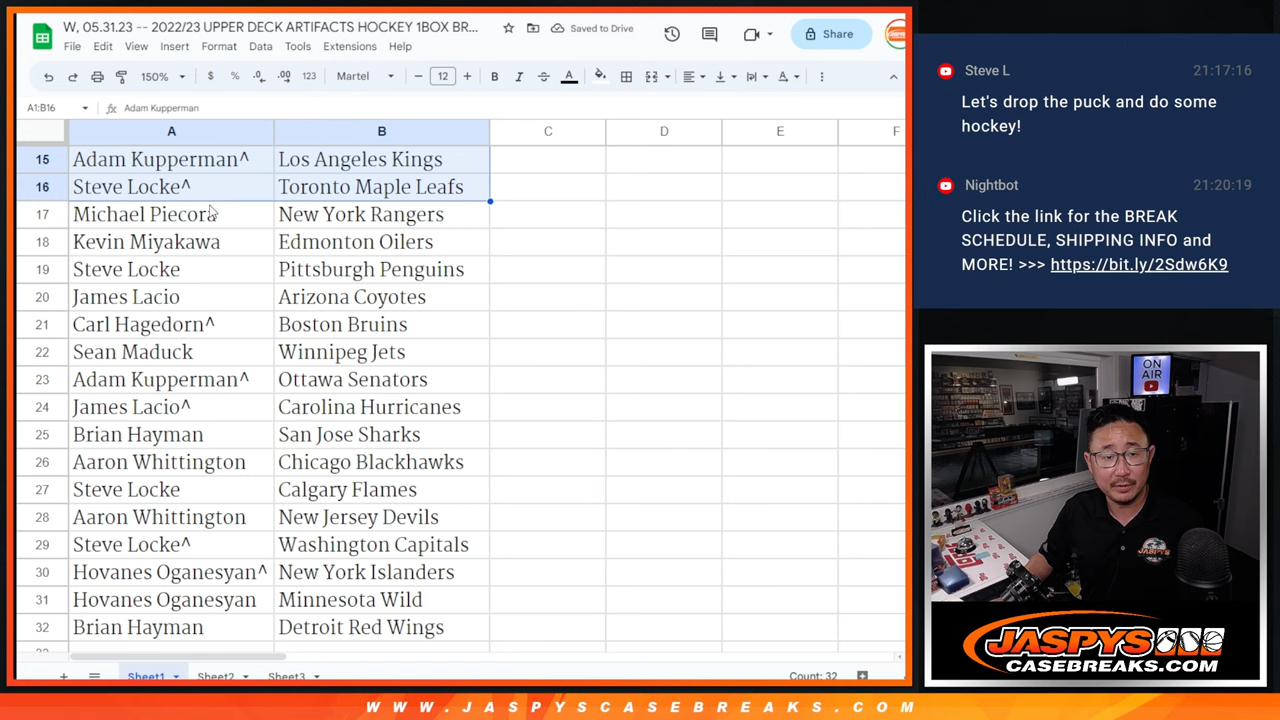 W, 05.31.23 -- 2022/23 UPPER DECK ARTIFACTS HOCKEY 1BOX BR...
Saved to Drive
Share
File Edit View Insert Format Data Tools Extensions Help
150% $ % .0 .00 123 Martel 12 B I A
A1:B16 fx Adam Kupperman
A B C D E F
15 Adam Kupperman^ Los Angeles Kings
16 Steve Locke^ Toronto Maple Leafs
17 Michael Piecora New York Rangers
18 Kevin Miyakawa Edmonton Oilers
19 Steve Locke Pittsburgh Penguins
20 James Lacio Arizona Coyotes
21 Carl Hagedorn^ Boston Bruins
22 Sean Maduck Winnipeg Jets
23 Adam Kupperman^ Ottawa Senators
24 James Lacio^ Carolina Hurricanes
25 Brian Hayman San Jose Sharks
26 Aaron Whittington Chicago Blackhawks
27 Steve Locke Calgary Flames
28 Aaron Whittington New Jersey Devils
29 Steve Locke^ Washington Capitals
30 Hovanes Oganesyan^ New York Islanders
31 Hovanes Oganesyan Minnesota Wild
32 Brian Hayman Detroit Red Wings
Sheet1 Sheet2 Sheet3 Count: 32
Steve L 21:17:16
Let's drop the puck and do some
hockey!
Nightbot 21:20:19
Click the link for the BREAK
SCHEDULE, SHIPPING INFO and
MORE! >>> https://bit.ly/2Sdw6K9
ON
AIR
JASPYS
JASPYS
CASEBREAKS.COM
WWW.JASPYSCASEBREAKS.COM